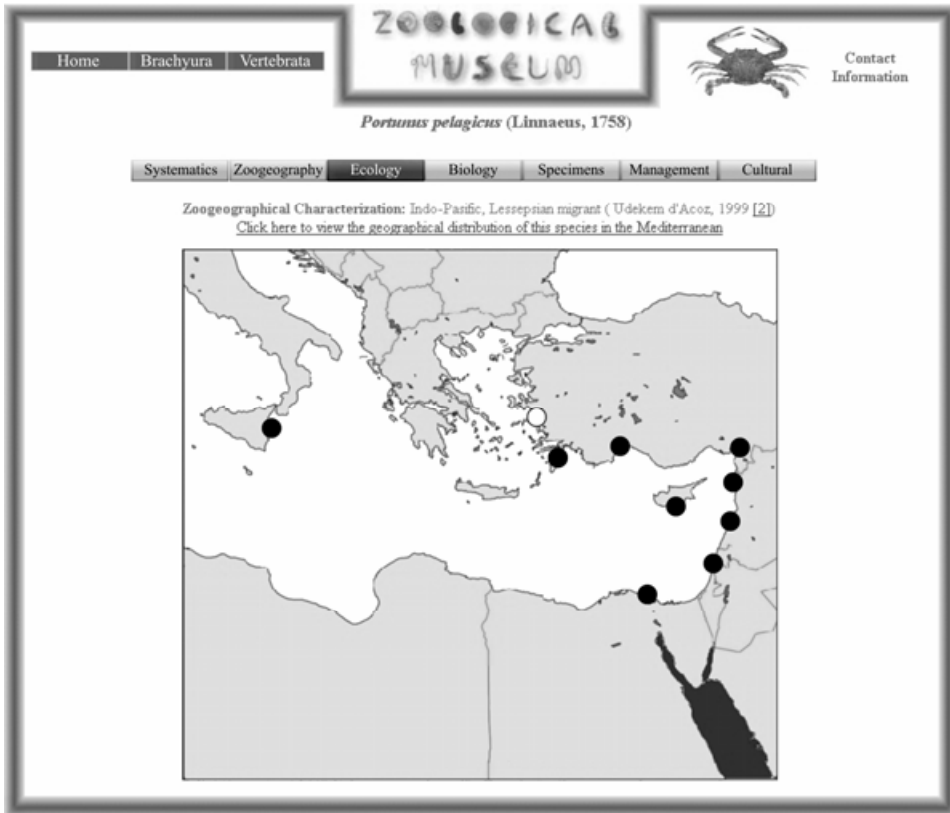 ZOOLOGICAL
MUSEUM
Home Brachyura Vertebrata
Contact
Information
Portunus pelagicus (Linnaeus, 1758)
Systematics Zoogeography Ecology Biology Specimens Management Cultural
Zoogeographical Characterization: Indo-Pasific, Lessepsian migrant ( Udekem d'Acoz, 1999 [2])
Click here to view the geographical distribution of this species in the Mediterranean